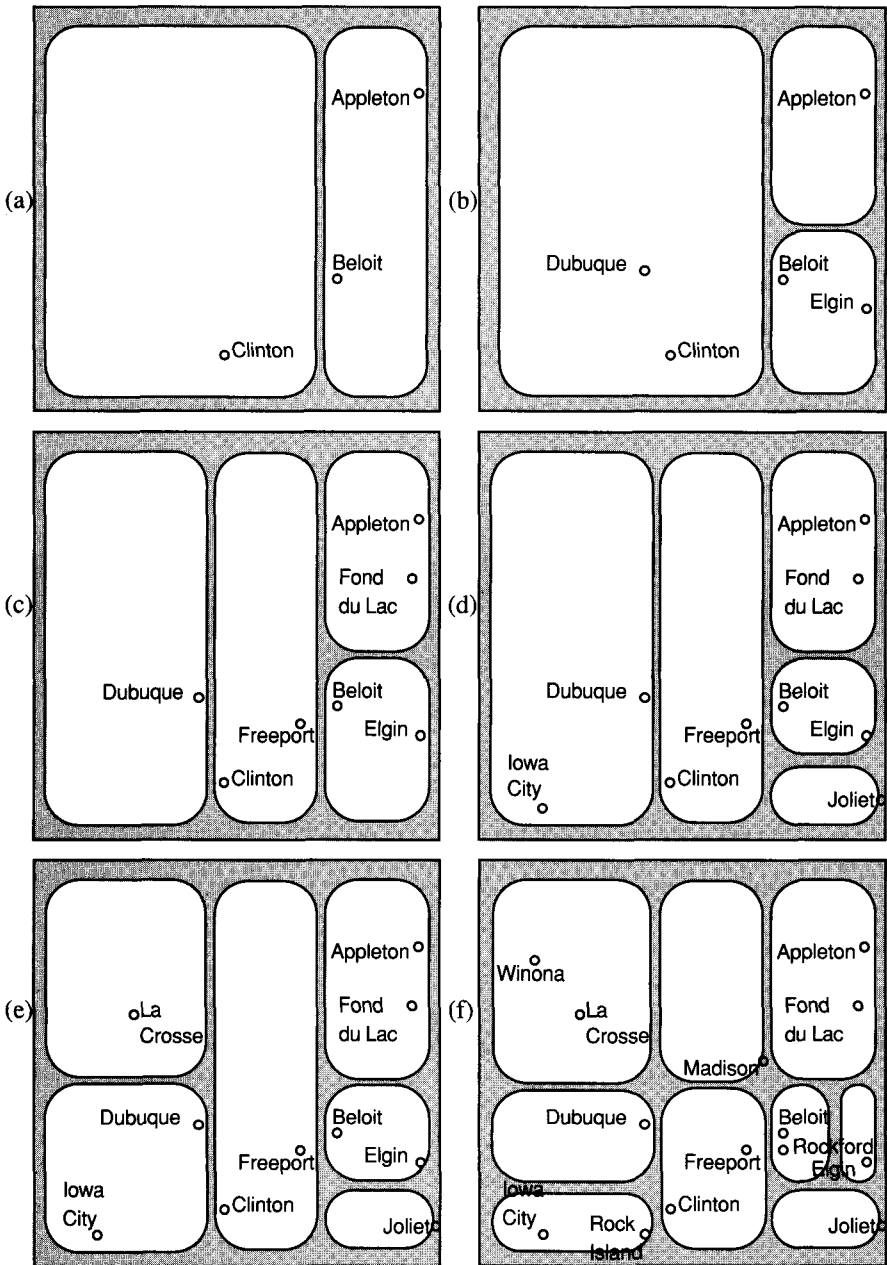 (a)
Appleton
Beloit
Clinton
(b)
Appleton
Dubuque
Beloit
Elgin
Clinton
(c)
Appleton
Fond
du Lac
Dubuque
Beloit
Freeport
Elgin
Clinton
(d)
Appleton
Fond
du Lac
Dubuque
Beloit
Freeport
Elgin
Iowa
City
Clinton
Joliet
(e)
Appleton
La
Crosse
Fond
du Lac
Dubuque
Beloit
Freeport
Elgin
Iowa
City
Clinton
Joliet
(f)
Appleton
Winona
La
Crosse
Fond
du Lac
Madison
Dubuque
Beloit
Rockford
Freeport
Elgin
Iowa
City
Clinton
Rock
Island
Joliet